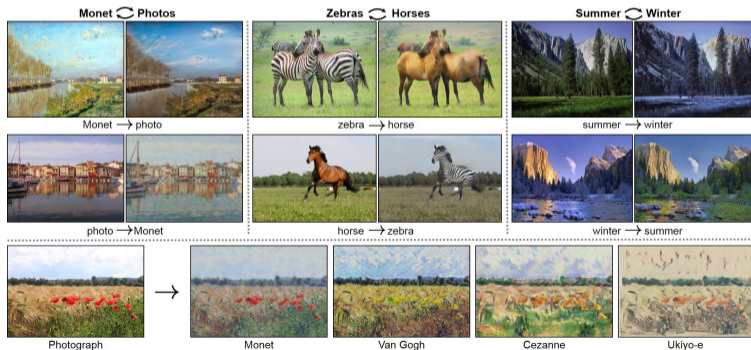 Monet ⇄ Photos
Zebras ⇄ Horses
Summer ⇄ Winter
Monet → photo
zebra → horse
summer → winter
photo → Monet
horse → zebra
winter → summer
Photograph
Monet
Van Gogh
Cezanne
Ukiyo-e